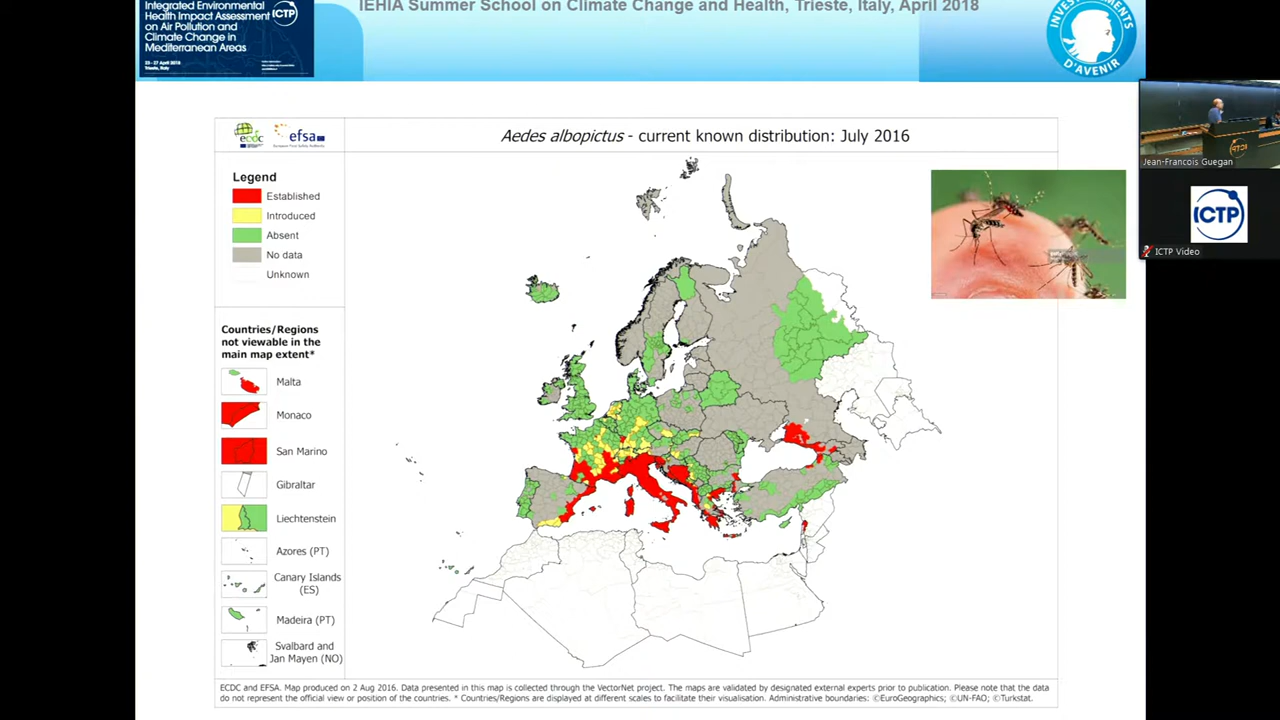 Integrated Environmental
Health Impact Assessment
on Air Pollution and
Climate Change in
Mediterranean Areas
23 - 27 April 2018
Trieste, Italy
ICTP
IEHIA Summer School on Climate Change and Health, Trieste, Italy, April 2018
INVESTISSEMENTS
D'AVENIR
ecdc
efsa
Aedes albopictus - current known distribution: July 2016
Legend
Established
Introduced
Absent
No data
Unknown
Countries/Regions
not viewable in the
main map extent*
Malta
Monaco
San Marino
Gibraltar
Liechtenstein
Azores (PT)
Canary Islands
(ES)
Madeira (PT)
Svalbard and
Jan Mayen (NO)
ECDC and EFSA. Map produced on 2 Aug 2016. Data presented in this map is collected through the VectorNet project. The maps are validated by designated external experts prior to publication. Please note that the data
do not represent the official view or position of the countries. * Countries/Regions are displayed at different scales to facilitate their visualisation. Administrative boundaries: ©EuroGeographics; ©UN-FAO; ©Turkstat.
Jean-Francois Guegan
ICTP
ICTP Video